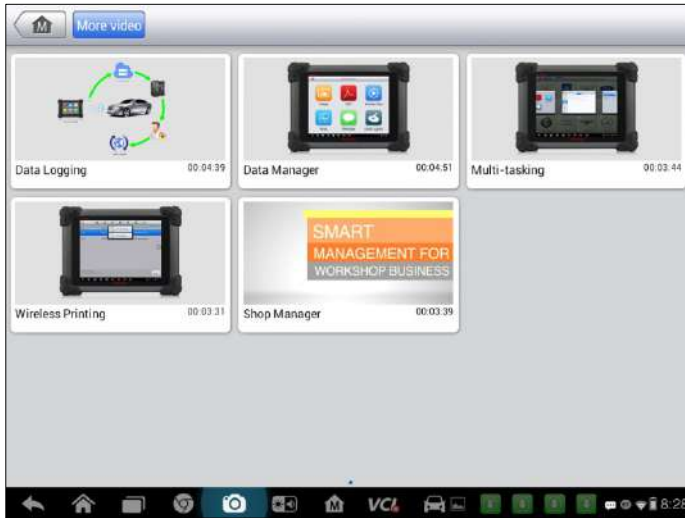 More video
Data Logging 00:04:39
Data Manager 00:04:51
Multi-tasking 00:03:44
SMART
MANAGEMENT FOR
WORKSHOP BUSINESS
Wireless Printing 00:03:31
Shop Manager 00:03:39
VCI 8:28